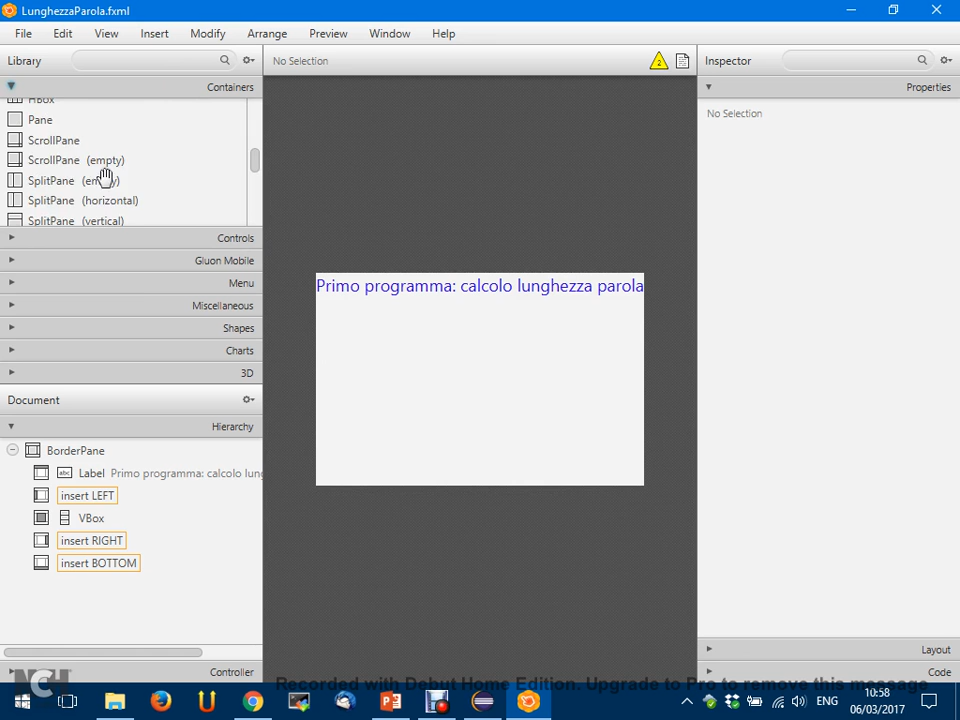 LunghezzaParola.fxml
File Edit View Insert Modify Arrange Preview Window Help
Library
No Selection
2
Inspector
Containers
Properties
HBox
Pane
No Selection
ScrollPane
ScrollPane (empty)
SplitPane (empty)
SplitPane (horizontal)
SplitPane (vertical)
Controls
Gluon Mobile
Menu
Miscellaneous
Shapes
Charts
3D
Primo programma: calcolo lunghezza parola
Document
Hierarchy
BorderPane
abc Label Primo programma: calcolo lung
insert LEFT
VBox
insert RIGHT
insert BOTTOM
Layout
Controller
Code
NCH
Recorded with Debut Home Edition. Upgrade to Pro to remove this message
ENG
10:58
06/03/2017